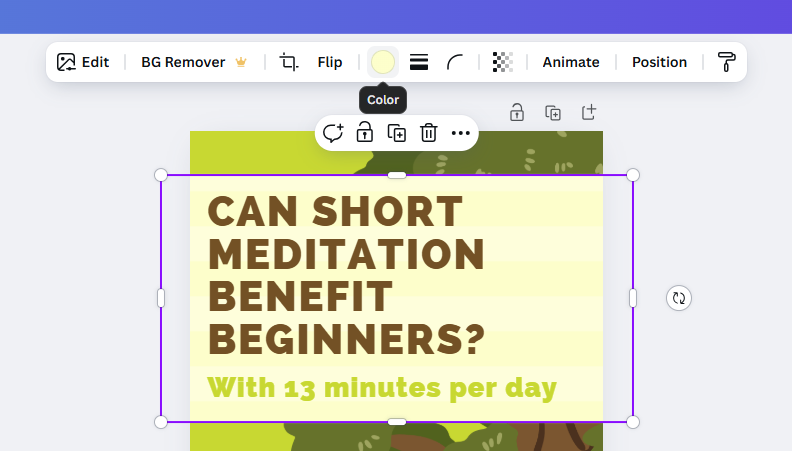 Edit BG Remover Flip Animate Position
Color
CAN SHORT
MEDITATION
BENEFIT
BEGINNERS?
With 13 minutes per day